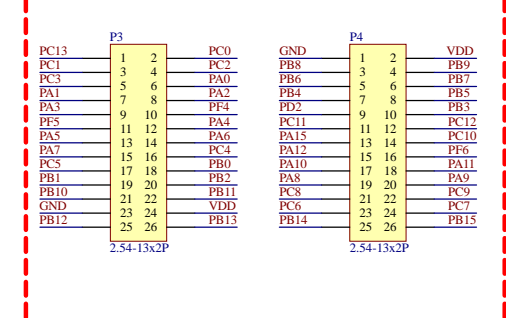 P3 P4
PC13 1 2 PC0 GND 1 2 VDD
PC1 3 4 PC2 PB8 3 4 PB9
PC3 5 6 PA0 PB6 5 6 PB7
PA1 7 8 PA2 PB4 7 8 PB5
PA3 9 10 PF4 PD2 9 10 PB3
PF5 11 12 PA4 PC11 11 12 PC12
PA5 13 14 PA6 PA15 13 14 PC10
PA7 15 16 PC4 PA12 15 16 PF6
PC5 17 18 PB0 PA10 17 18 PA11
PB1 19 20 PB2 PA8 19 20 PA9
PB10 21 22 PB11 PC8 21 22 PC9
GND 23 24 VDD PC6 23 24 PC7
PB12 25 26 PB13 PB14 25 26 PB15
2.54-13x2P 2.54-13x2P